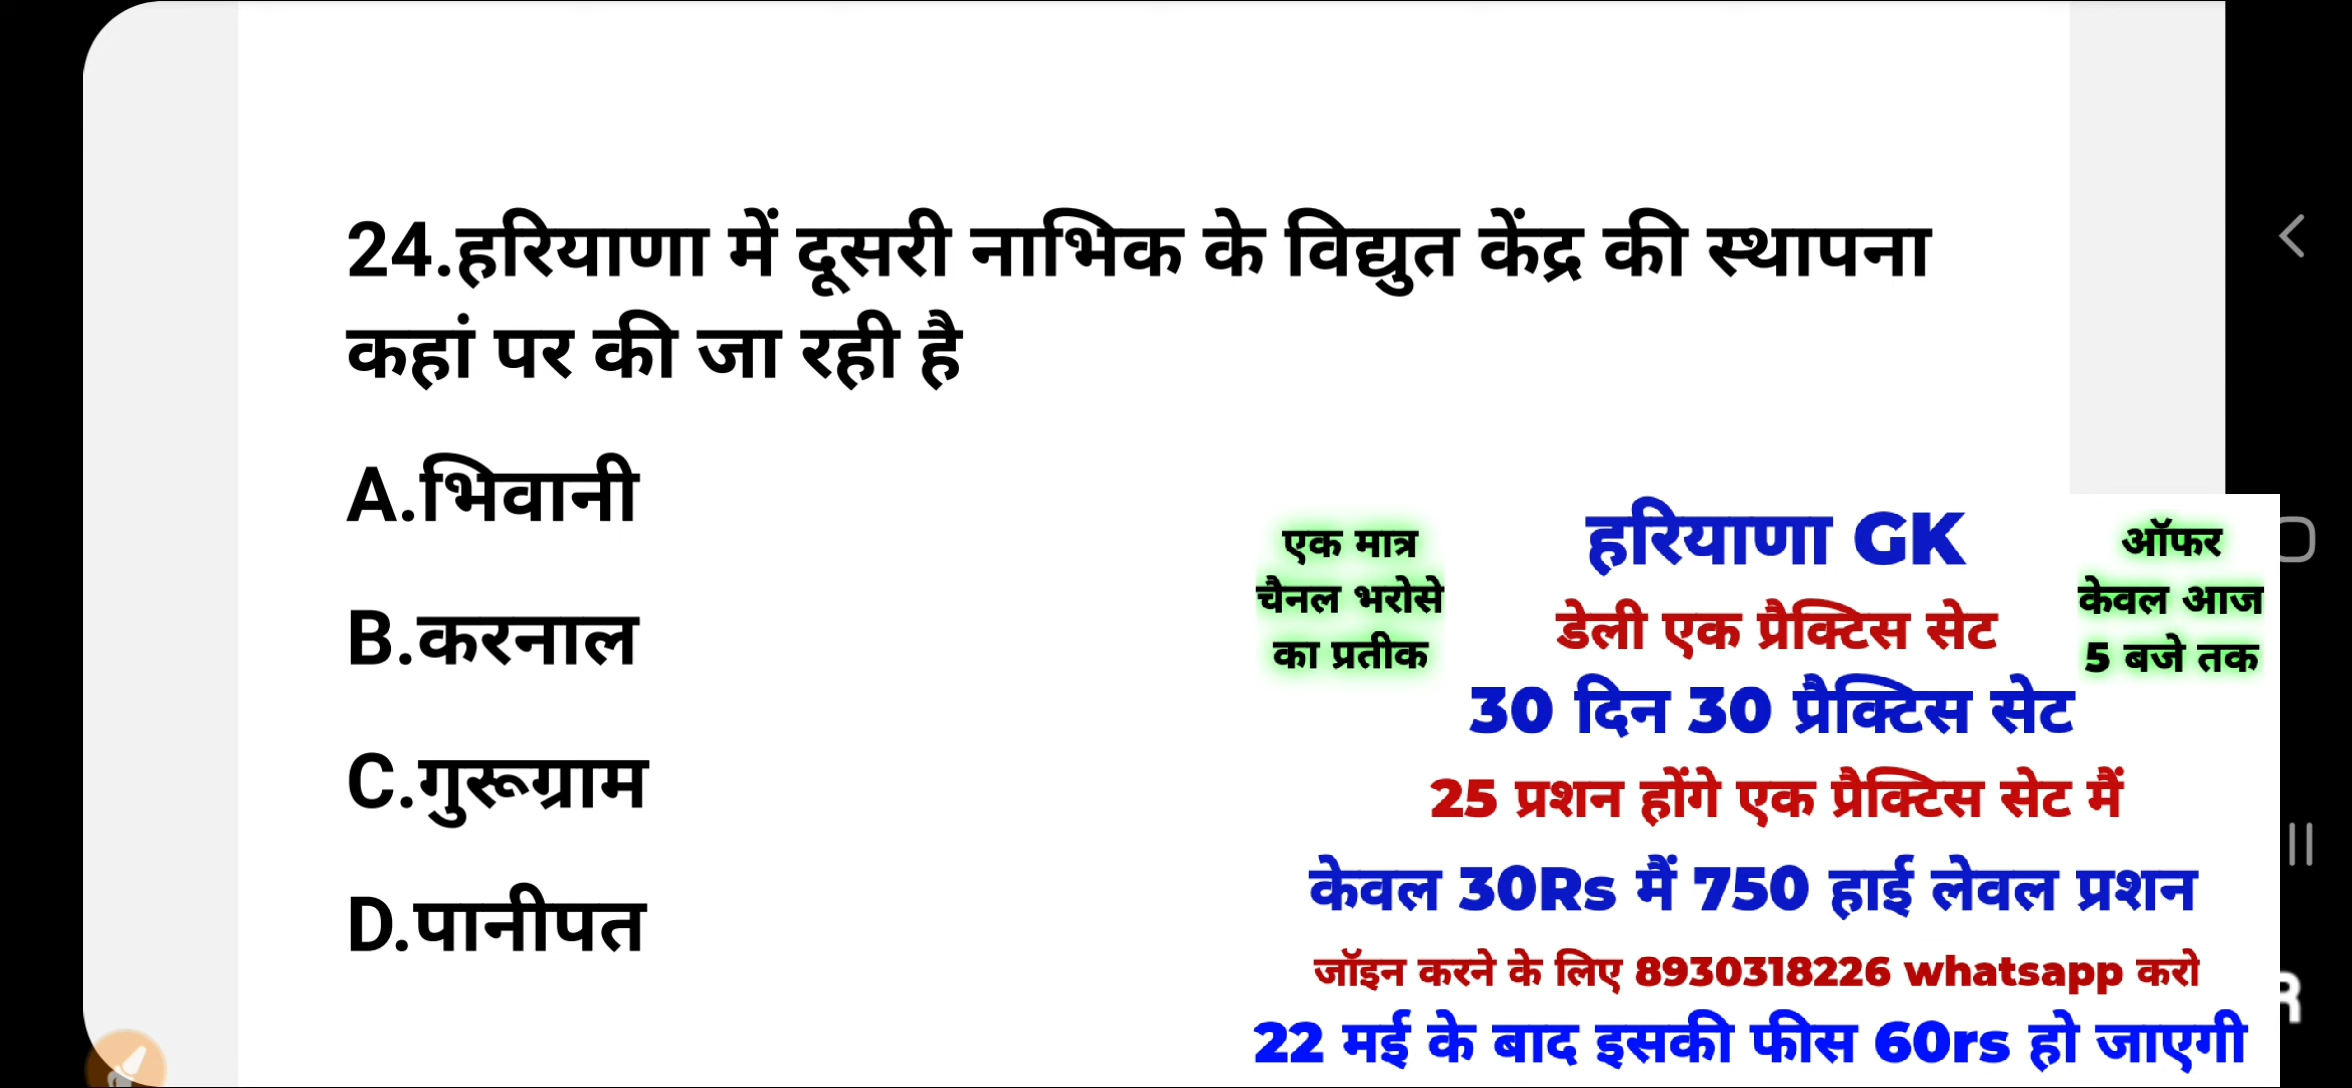 24.हरियाणा में दूसरी नाभिक के विद्युत केंद्र की स्थापना
कहां पर की जा रही है
A.भिवानी
B.करनाल
C.गुरूग्राम
D.पानीपत
एक मात्र
चैनल भरोसे
का प्रतीक
हरियाणा GK
डेली एक प्रैक्टिस सेट
30 दिन 30 प्रैक्टिस सेट
25 प्रशन होंगे एक प्रैक्टिस सेट मैं
केवल 30Rs मैं 750 हाई लेवल प्रशन
जॉइन करने के लिए 8930318226 whatsapp करो
22 मई के बाद इसकी फीस 60rs हो जाएगी
ऑफर
केवल आज
5 बजे तक